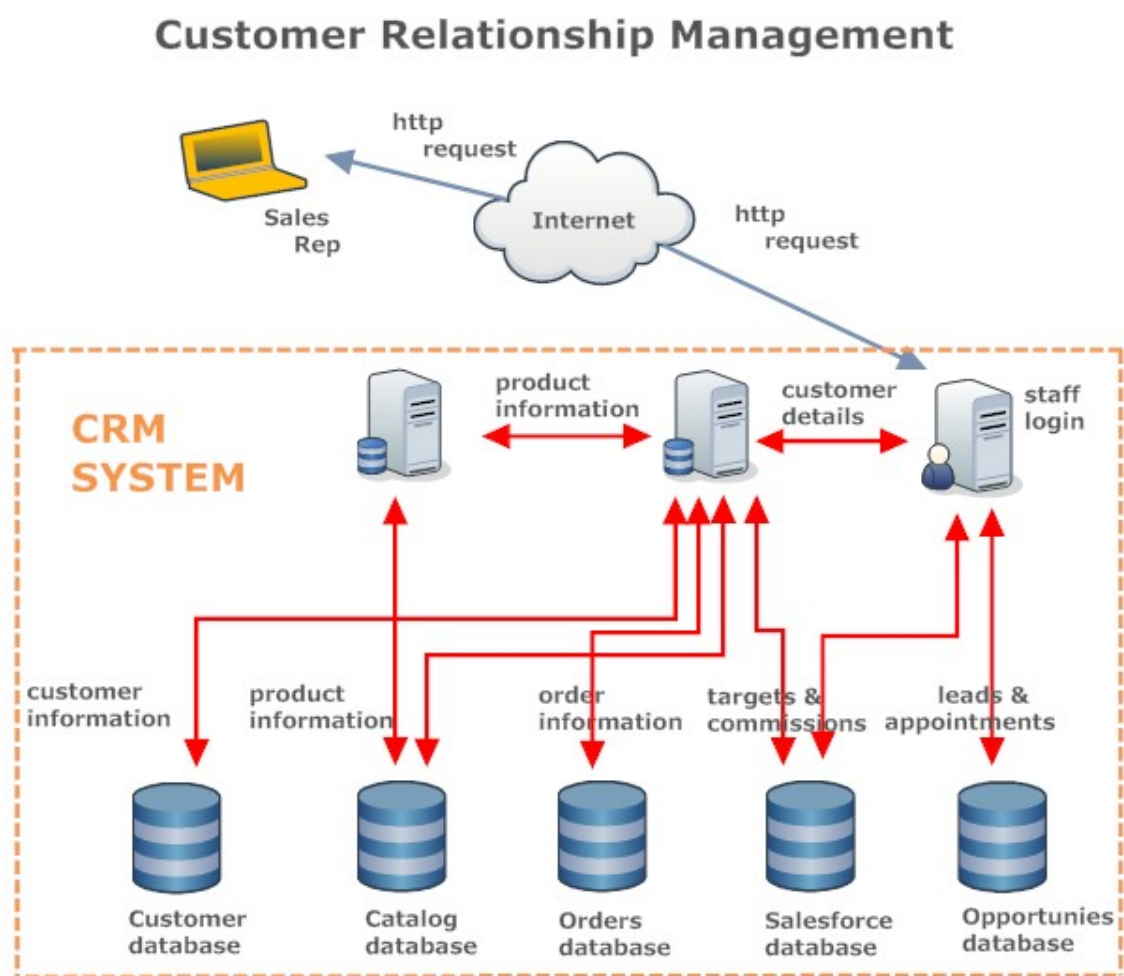 Customer Relationship Management
http
request
Sales
Rep
Internet
http
request
CRM
SYSTEM
product
information
customer
details
staff
login
customer
information
product
information
order
information
targets &
commissions
leads &
appointments
Customer
database
Catalog
database
Orders
database
Salesforce
database
Opportunies
database